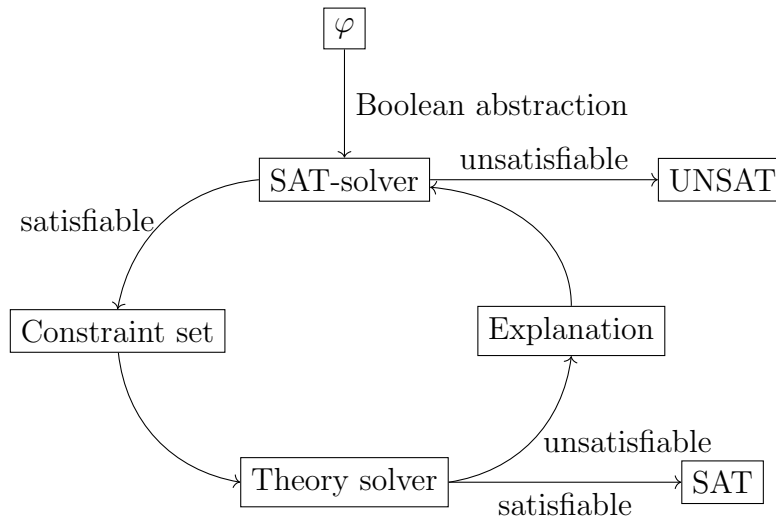 φ
Boolean abstraction
SAT-solver
unsatisfiable
UNSAT
satisfiable
Constraint set
Explanation
unsatisfiable
Theory solver
SAT
satisfiable